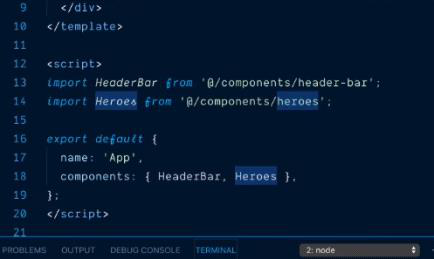 9 </div>
10 </template>
11
12 <script>
13 import HeaderBar from '@/components/header-bar';
14 import Heroes from '@/components/heroes';
15
16 export default {
17 name: 'App',
18 components: { HeaderBar, Heroes },
19 };
20 </script>
21
PROBLEMS OUTPUT DEBUG CONSOLE TERMINAL 2: node